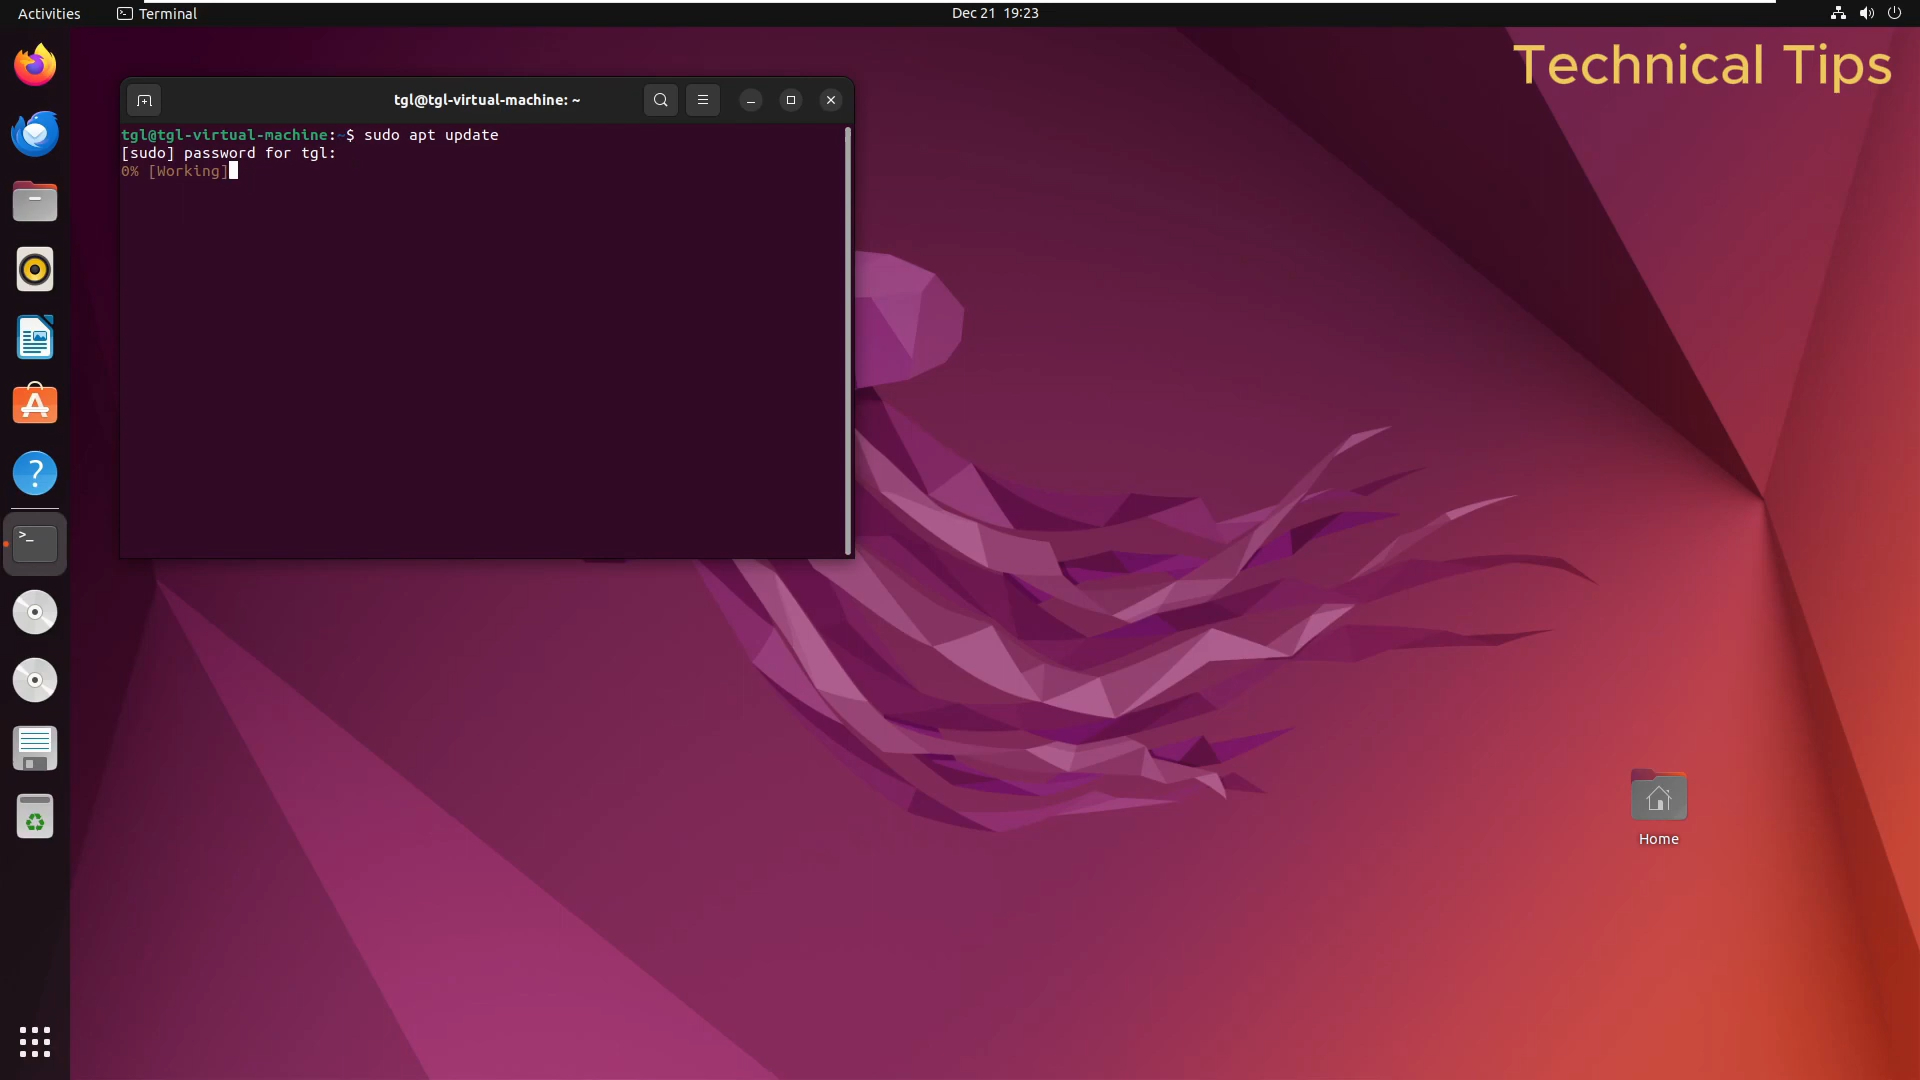 Activities
Terminal
Dec 21 19:23
Technical Tips
tgl@tgl-virtual-machine: ~
tgl@tgl-virtual-machine:~$ sudo apt update
[sudo] password for tgl:
0% [Working]
Home